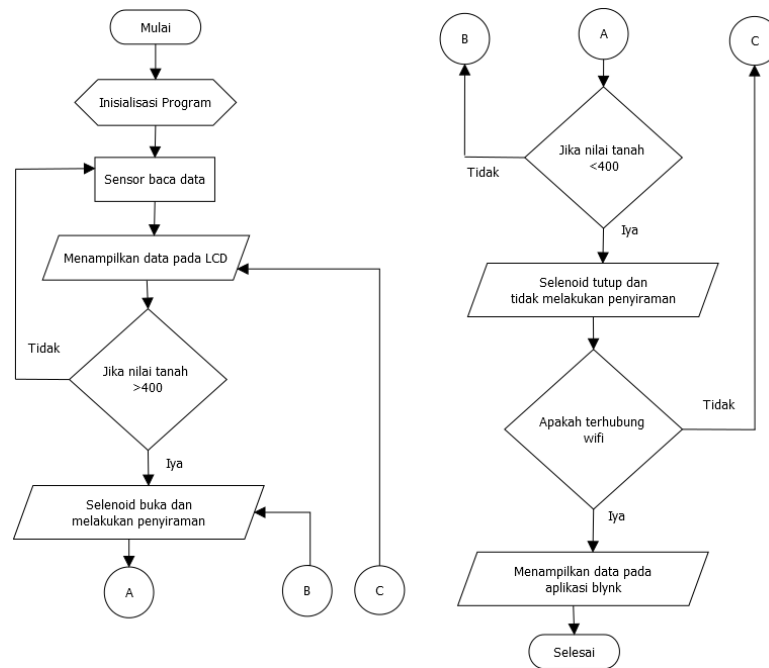 Mulai
Inisialisasi Program
Sensor baca data
Menampilkan data pada LCD
Tidak
Jika nilai tanah
>400
Iya
Selenoid buka dan
melakukan penyiraman
A
B
C
B
A
C
Jika nilai tanah
<400
Tidak
Iya
Selenoid tutup dan
tidak melakukan penyiraman
Apakah terhubung
wifi
Tidak
Iya
Menampilkan data pada
aplikasi blynk
Selesai